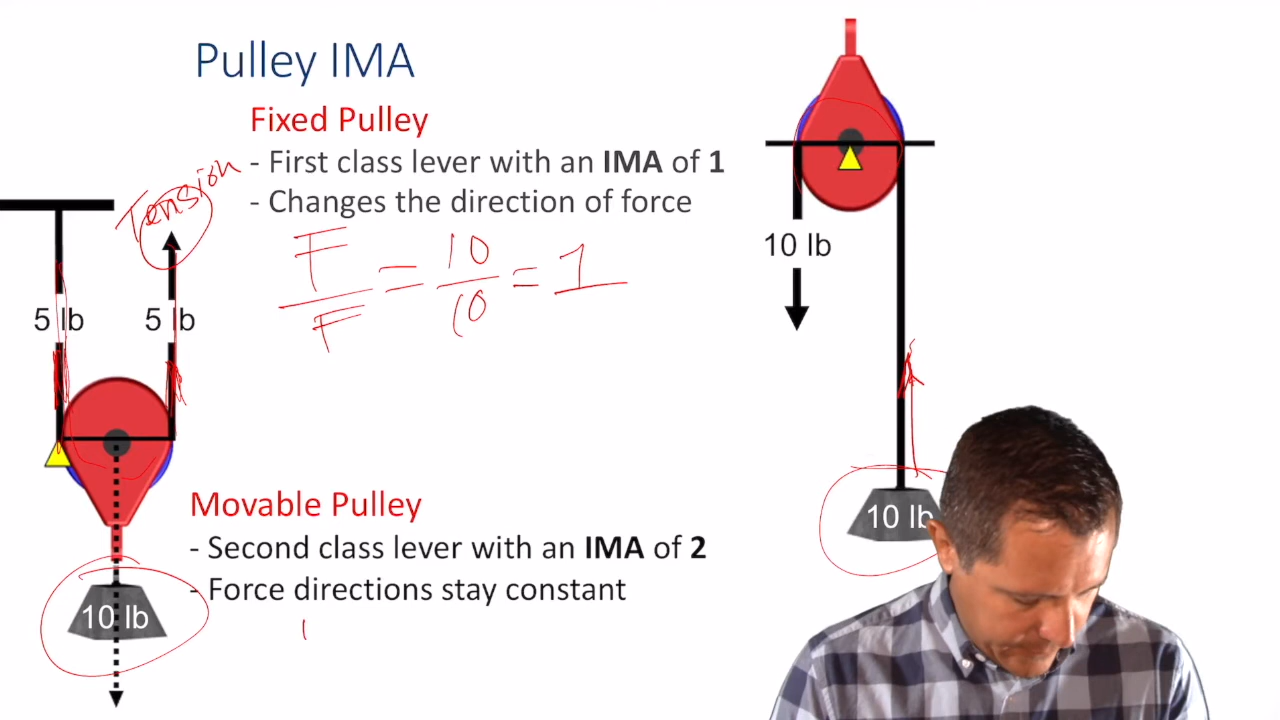 Pulley IMA
Fixed Pulley
- First class lever with an IMA of 1
- Changes the direction of force
Tension
F/F = 10/10 = 1
5 lb
5 lb
10 lb
10 lb
Movable Pulley
- Second class lever with an IMA of 2
- Force directions stay constant
10 lb